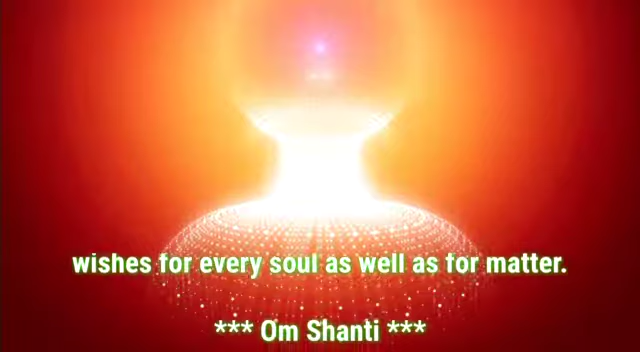 wishes for every soul as well as for matter.
*** Om Shanti ***